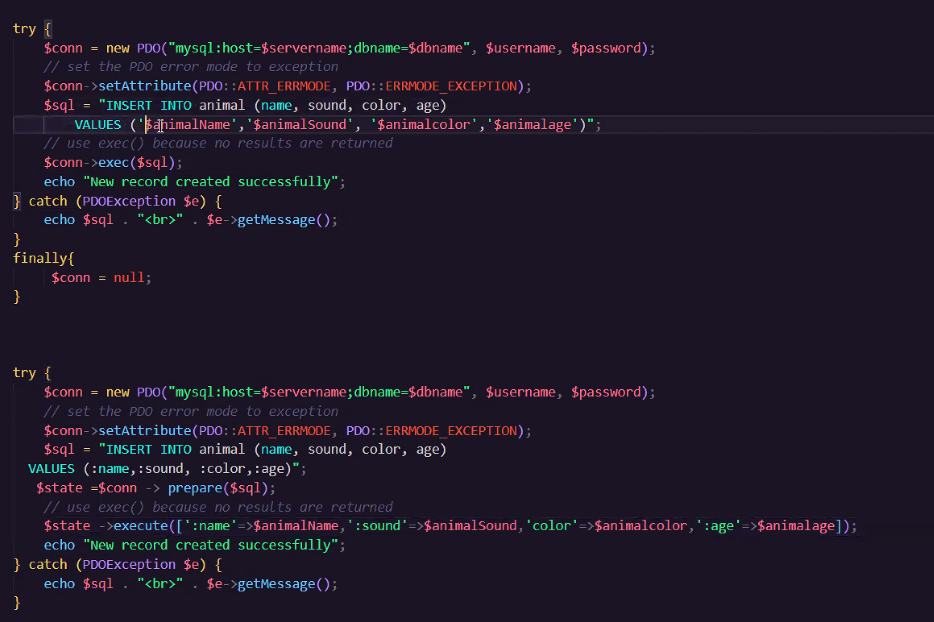 try {
$conn = new PDO("mysql:host=$servername;dbname=$dbname", $username, $password);
// set the PDO error mode to exception
$conn->setAttribute(PDO::ATTR_ERRMODE, PDO::ERRMODE_EXCEPTION);
$sql = "INSERT INTO animal (name, sound, color, age)
VALUES ('$animalName','$animalSound', '$animalcolor','$animalage')";
// use exec() because no results are returned
$conn->exec($sql);
echo "New record created successfully";
} catch (PDOException $e) {
echo $sql . "<br>" . $e->getMessage();
}
finally{
$conn = null;
}
try {
$conn = new PDO("mysql:host=$servername;dbname=$dbname", $username, $password);
// set the PDO error mode to exception
$conn->setAttribute(PDO::ATTR_ERRMODE, PDO::ERRMODE_EXCEPTION);
$sql = "INSERT INTO animal (name, sound, color, age)
VALUES (:name,:sound, :color,:age)";
$state =$conn -> prepare($sql);
// use exec() because no results are returned
$state ->execute([':name'=>$animalName,':sound'=>$animalSound,'color'=>$animalcolor,':age'=>$animalage]);
echo "New record created successfully";
} catch (PDOException $e) {
echo $sql . "<br>" . $e->getMessage();
}